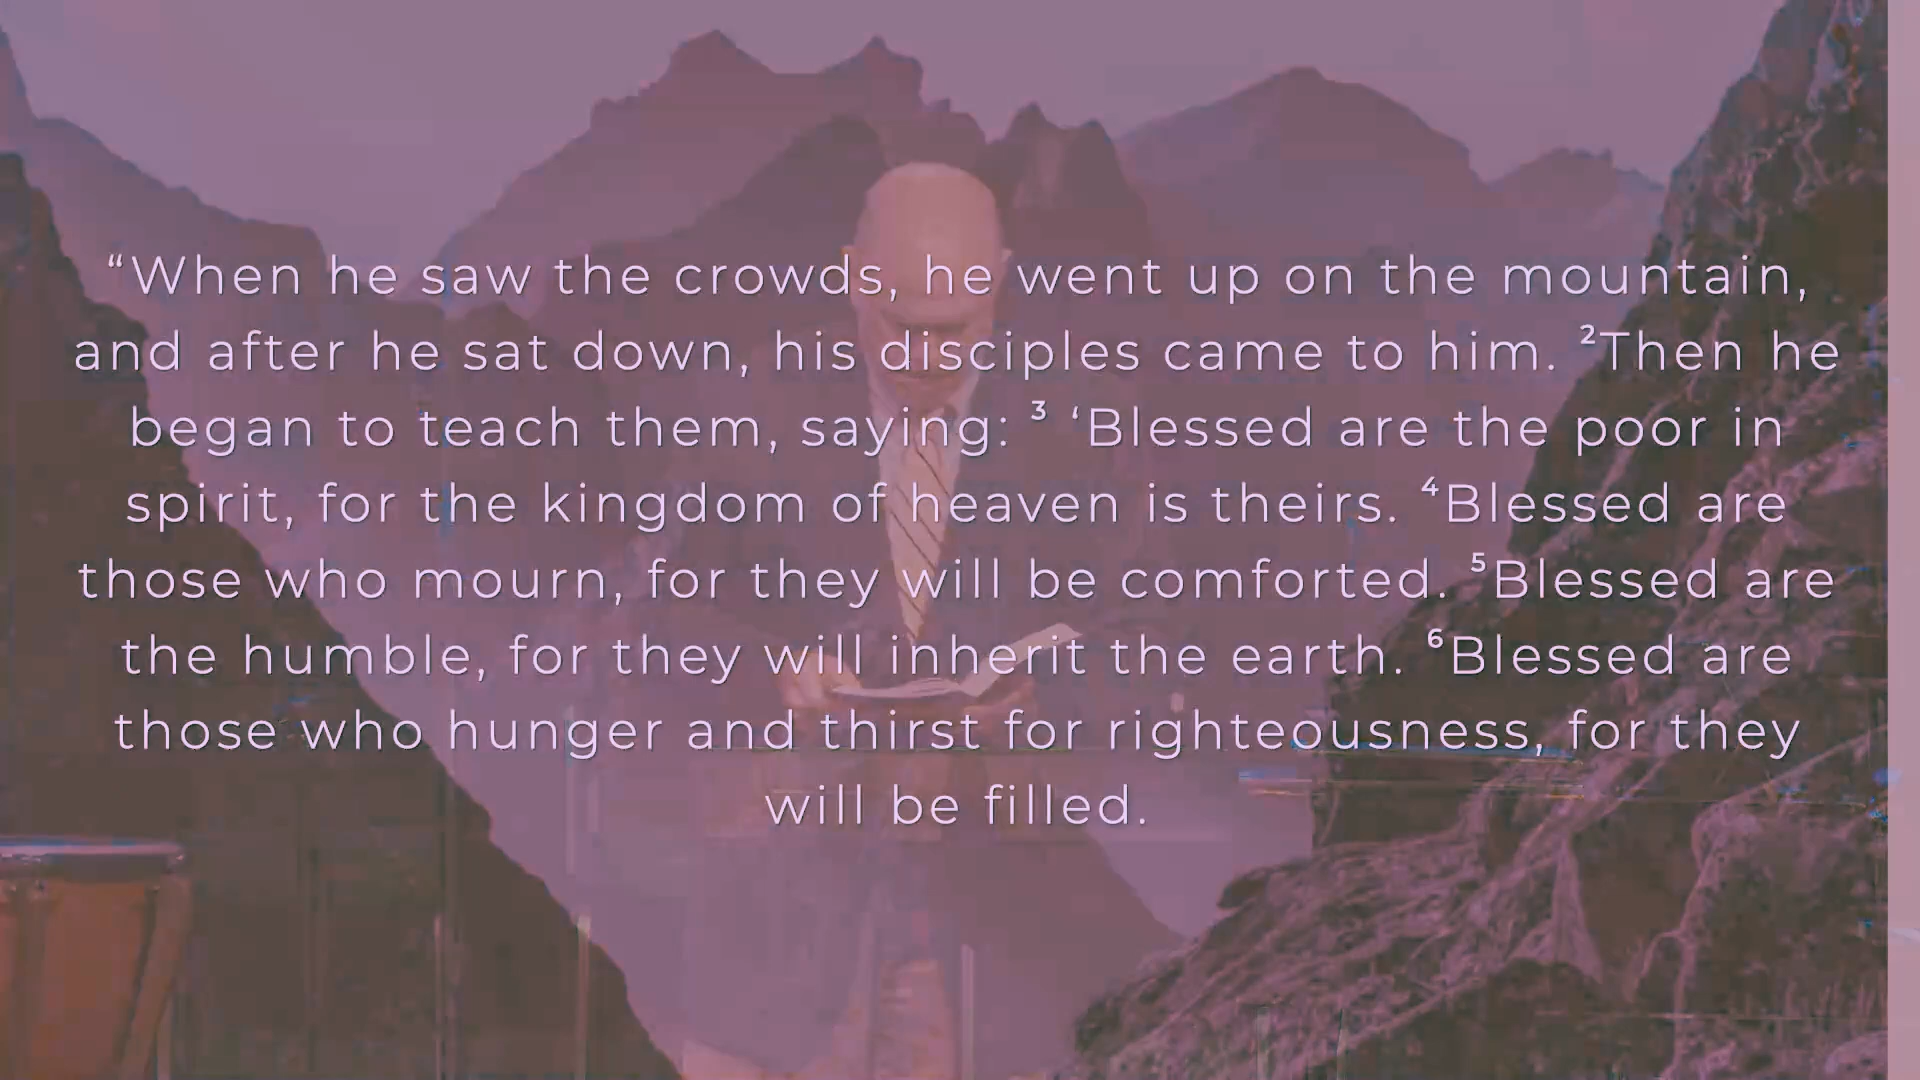 “When he saw the crowds, he went up on the mountain,
and after he sat down, his disciples came to him. ²Then he
began to teach them, saying: ³ ‘Blessed are the poor in
spirit, for the kingdom of heaven is theirs. ⁴Blessed are
those who mourn, for they will be comforted. ⁵Blessed are
the humble, for they will inherit the earth. ⁶Blessed are
those who hunger and thirst for righteousness, for they
will be filled.